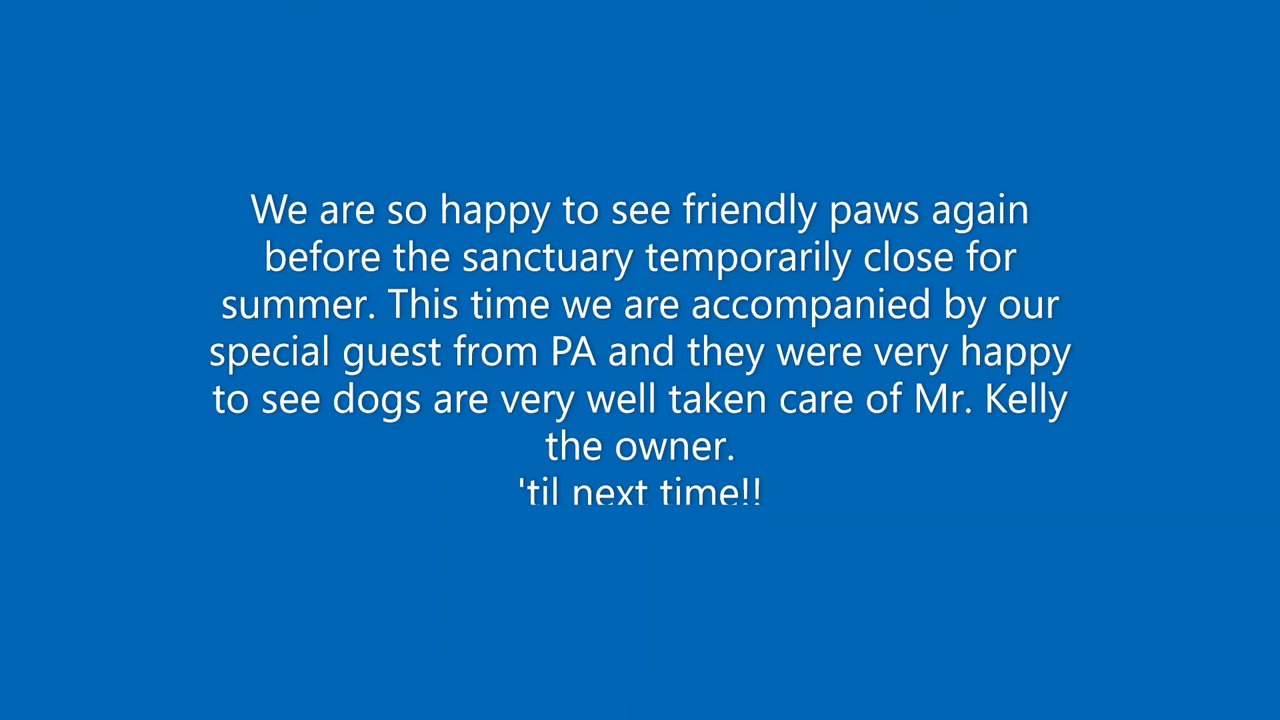 We are so happy to see friendly paws again
before the sanctuary temporarily close for
summer. This time we are accompanied by our
special guest from PA and they were very happy
to see dogs are very well taken care of Mr. Kelly
the owner.
'til next time!!